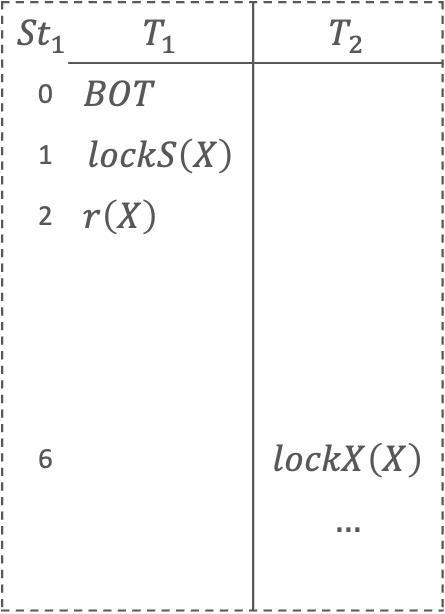 St₁ T₁ T₂
0 BOT
1 lockS(X)
2 r(X)
6 lockX(X)
...